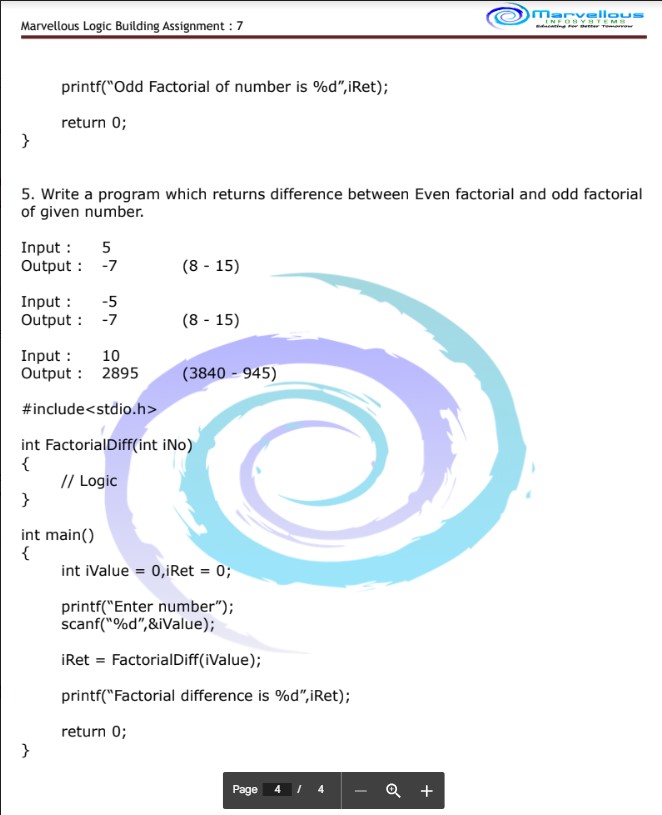 Marvellous Logic Building Assignment : 7
Marvellous
INFOSYSTEMS
Educating for Better Tomorrow
printf(“Odd Factorial of number is %d”,iRet);
return 0;
}
5. Write a program which returns difference between Even factorial and odd factorial
of given number.
Input : 5
Output : -7 (8 - 15)
Input : -5
Output : -7 (8 - 15)
Input : 10
Output : 2895 (3840 - 945)
#include<stdio.h>
int FactorialDiff(int iNo)
{
// Logic
}
int main()
{
int iValue = 0,iRet = 0;
printf(“Enter number”);
scanf(“%d”,&iValue);
iRet = FactorialDiff(iValue);
printf(“Factorial difference is %d”,iRet);
return 0;
}
Page 4 / 4 — +